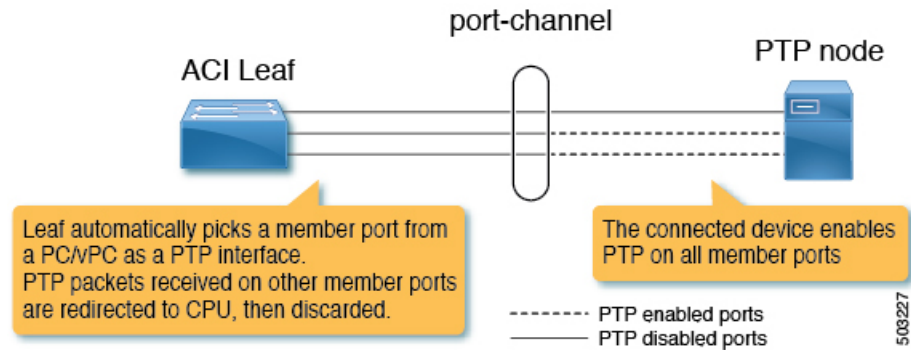 port-channel
ACI Leaf
PTP node
Leaf automatically picks a member port from
a PC/vPC as a PTP interface.
PTP packets received on other member ports
are redirected to CPU, then discarded.
The connected device enables
PTP on all member ports
PTP enabled ports
PTP disabled ports
503227